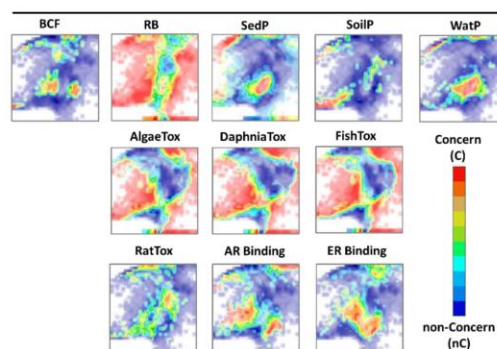 BCF RB SedP SoilP WatP
AlgaeTox DaphniaTox FishTox
Concern
(C)
RatTox AR Binding ER Binding
non-Concern
(nC)